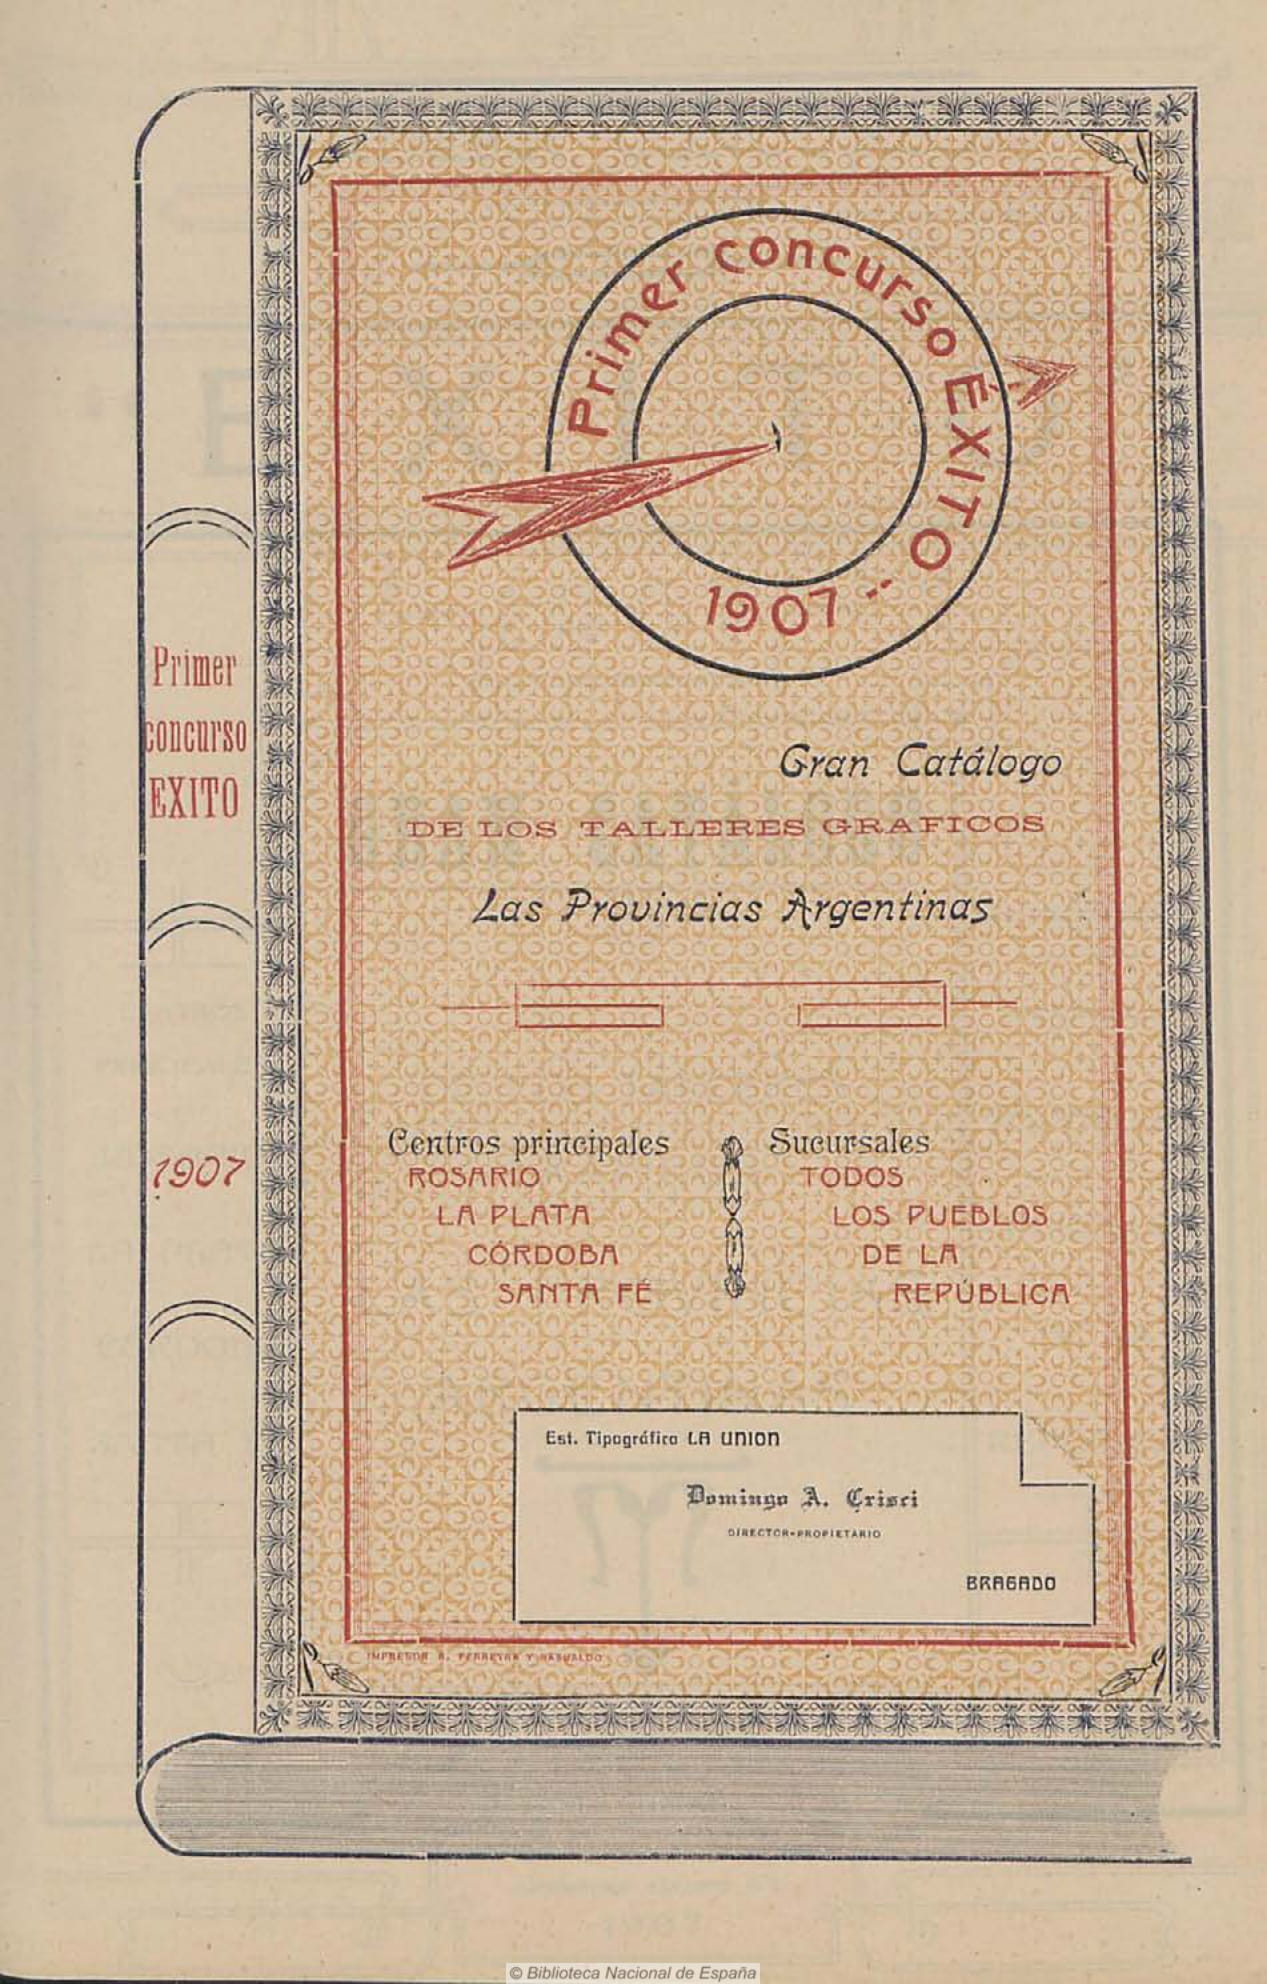 Primer concurso ÉXITO
1907
Primer
concurso
EXITO
1907
Gran Catálogo
DE LOS TALLERES GRAFICOS
Las Provincias Argentinas
Centros principales
ROSARIO
LA PLATA
CÓRDOBA
SANTA FÉ
Sucursales
TODOS
LOS PUEBLOS
DE LA
REPÚBLICA
Est. Tipográfico LA UNION
Domingo A. Crisci
DIRECTOR-PROPIETARIO
BRAGADO
IMPRESOR FERREYRA Y
© Biblioteca Nacional de España